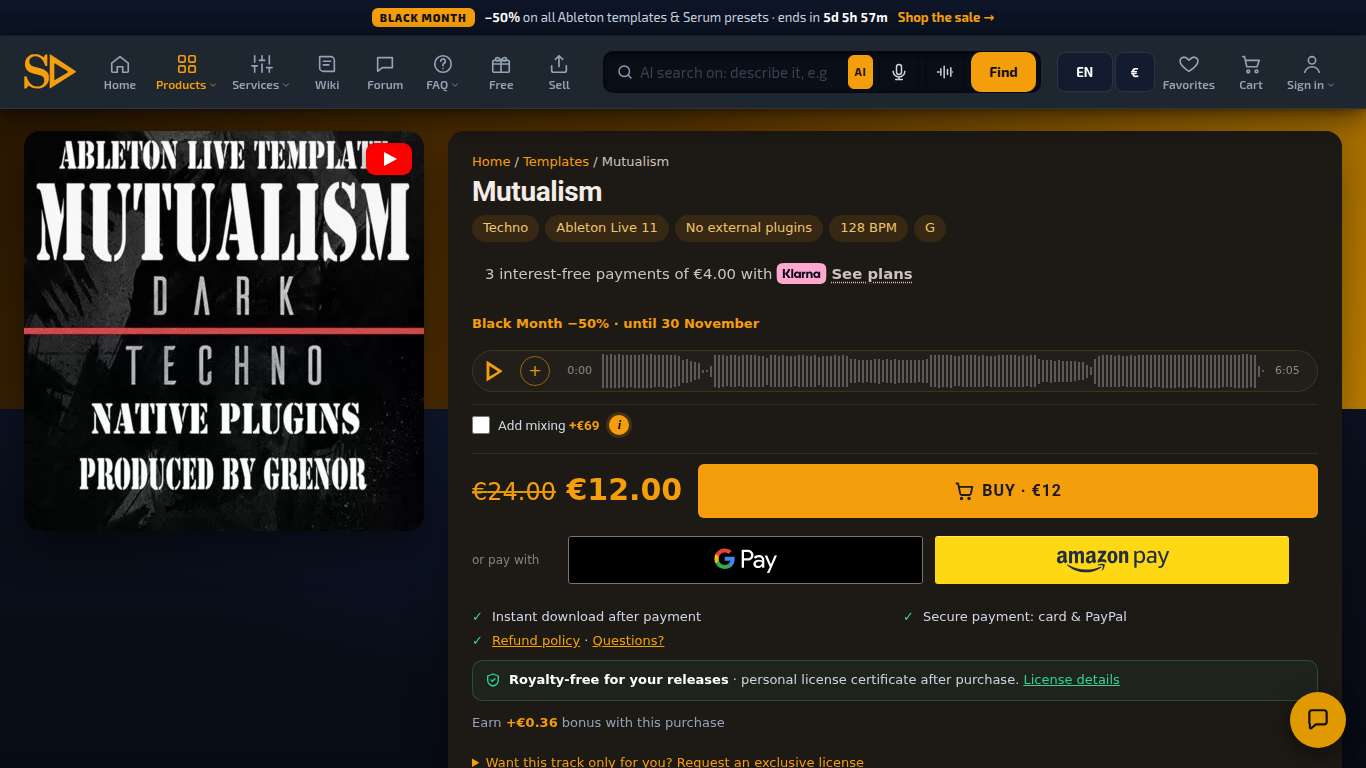 BLACK MONTH −50% on all Ableton templates & Serum presets · ends in 5d 5h 57m Shop the sale →
SD
Home Products Services Wiki Forum FAQ Free Sell
AI search on: describe it, e.g
AI
Find
EN
€
Favorites Cart Sign in
ABLETON LIVE TEMPLATE
MUTUALISM
DARK
TECHNO
NATIVE PLUGINS
PRODUCED BY GRENOR
Home / Templates / Mutualism
Mutualism
Techno Ableton Live 11 No external plugins 128 BPM G
3 interest-free payments of €4.00 with Klarna See plans
Black Month −50% · until 30 November
+ 0:00 6:05
Add mixing +€69 i
€24.00 €12.00 BUY · €12
or pay with G Pay amazon pay
✓ Instant download after payment ✓ Secure payment: card & PayPal
✓ Refund policy · Questions?
Royalty-free for your releases · personal license certificate after purchase. License details
Earn +€0.36 bonus with this purchase
Want this track only for you? Request an exclusive license